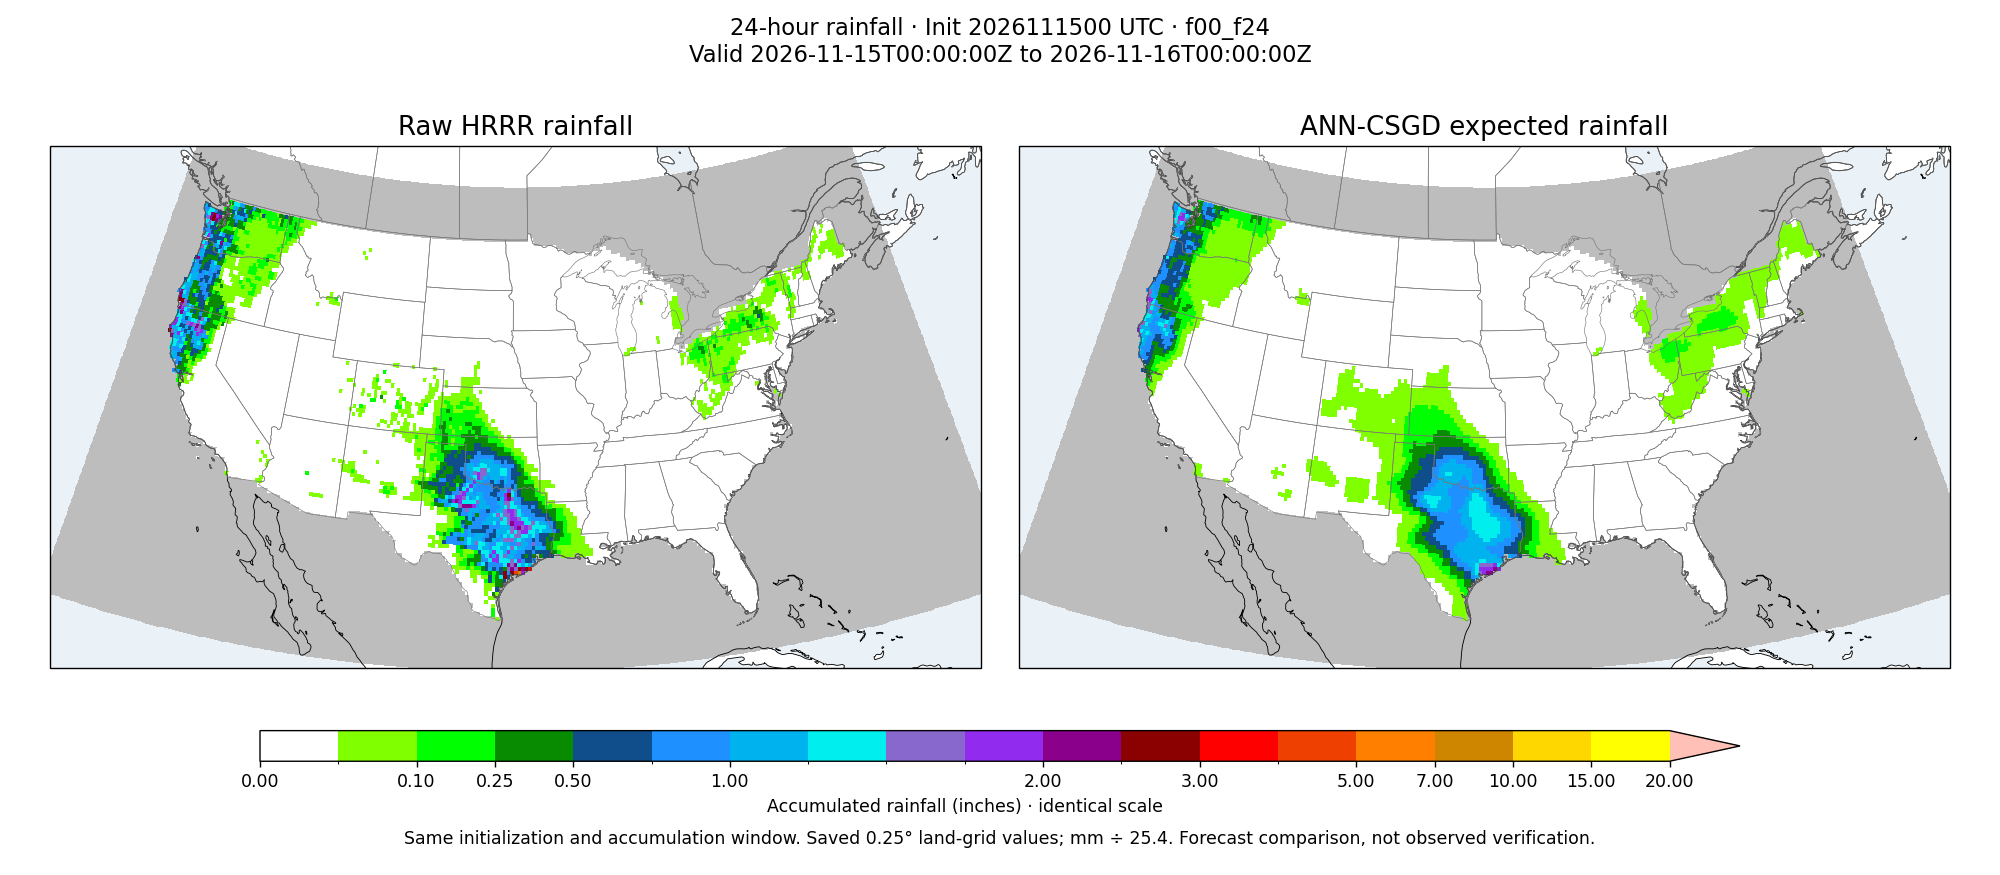 24-hour rainfall · Init 2026111500 UTC · f00_f24
Valid 2026-11-15T00:00:00Z to 2026-11-16T00:00:00Z
Raw HRRR rainfall
ANN-CSGD expected rainfall
0.00 0.10 0.25 0.50 1.00 2.00 3.00 5.00 7.00 10.00 15.00 20.00
Accumulated rainfall (inches) · identical scale
Same initialization and accumulation window. Saved 0.25° land-grid values; mm ÷ 25.4. Forecast comparison, not observed verification.